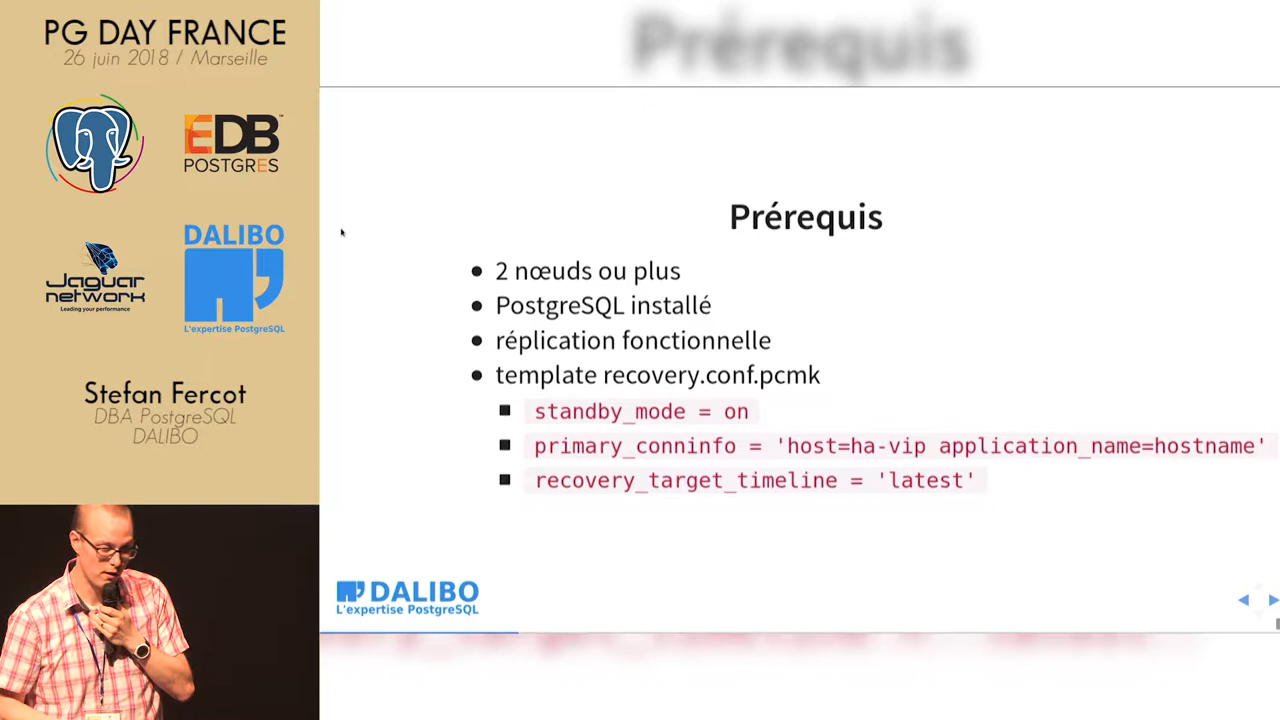 PG DAY FRANCE
26 juin 2018 / Marseille
EDB
POSTGRES
Jaguar
network
Leading your performance
DALIBO
L'expertise PostgreSQL
Stefan Fercot
DBA PostgreSQL
DALIBO
Prérequis
Prérequis
2 nœuds ou plus
PostgreSQL installé
réplication fonctionnelle
template recovery.conf.pcmk
standby_mode = on
primary_conninfo = 'host=ha-vip application_name=hostname'
recovery_target_timeline = 'latest'
DALIBO
L'expertise PostgreSQL